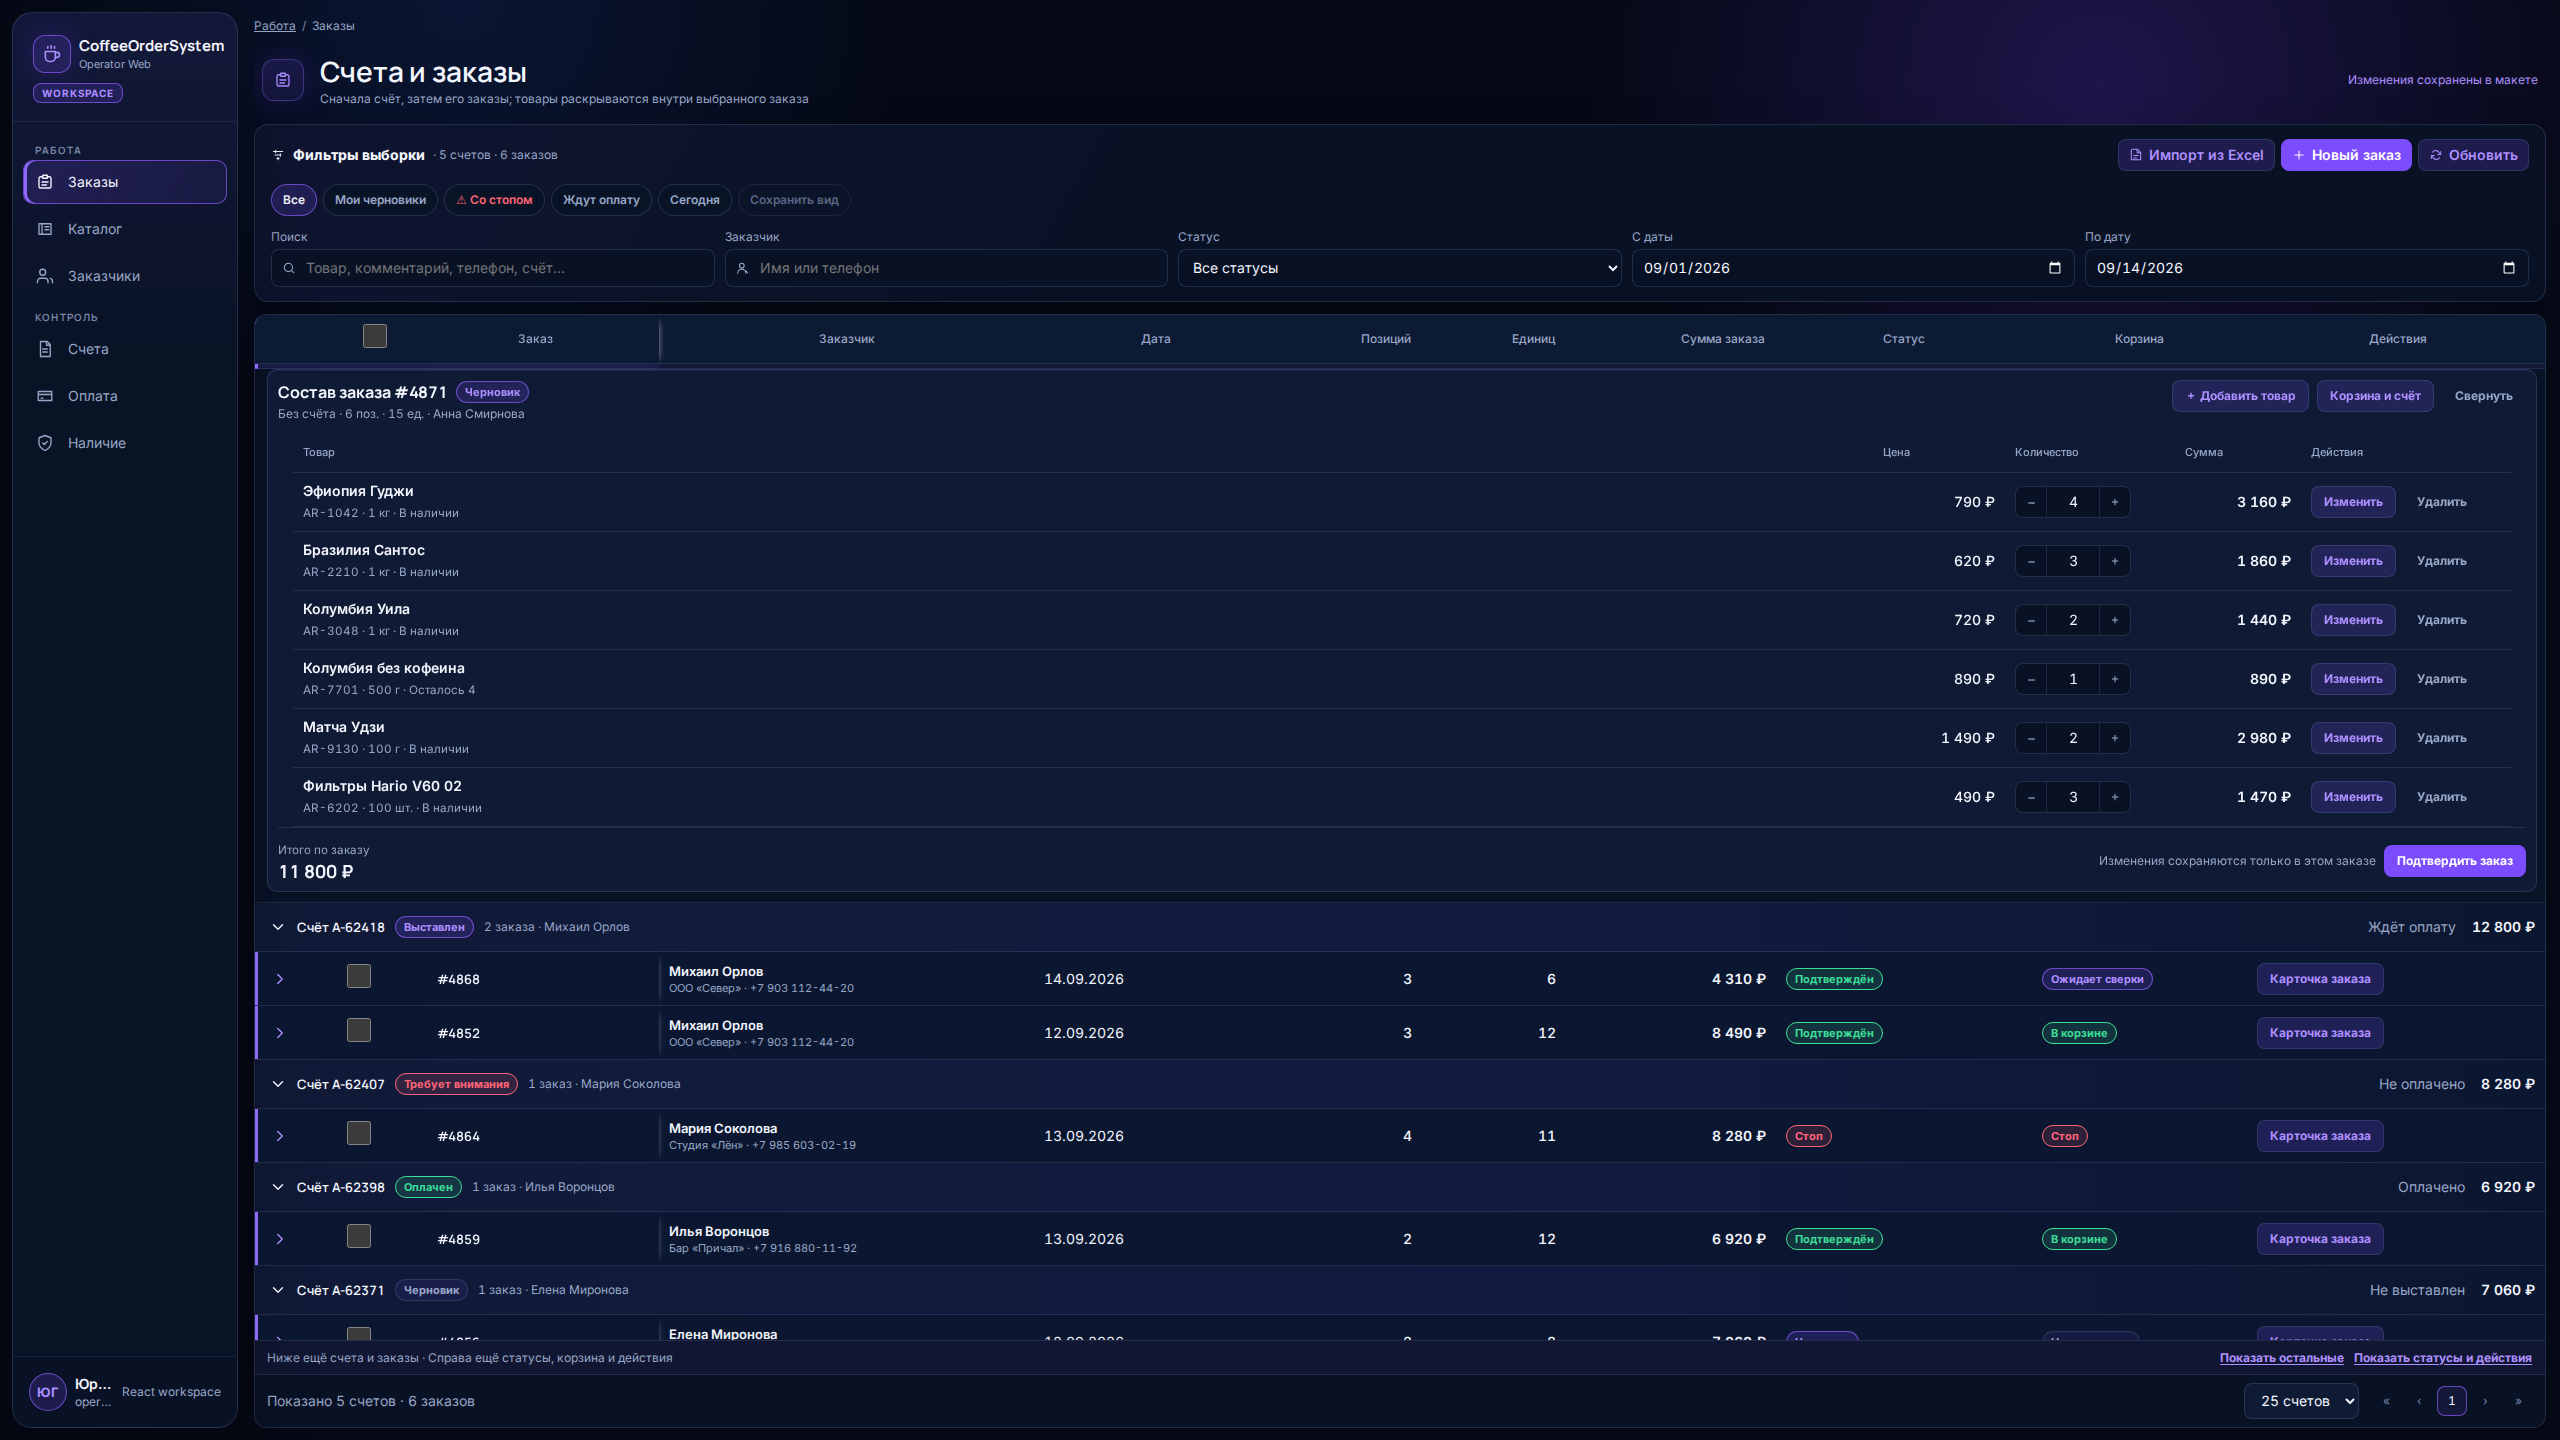 CoffeeOrderSystem
Operator Web
WORKSPACE
РАБОТА
Заказы
Каталог
Заказчики
КОНТРОЛЬ
Счета
Оплата
Наличие
ЮГ
Юр...
oper...
React workspace
Работа / Заказы
Счета и заказы
Сначала счёт, затем его заказы; товары раскрываются внутри выбранного заказа
Изменения сохранены в макете
Фильтры выборки · 5 счетов · 6 заказов
Импорт из Excel
+ Новый заказ
Обновить
Все
Мои черновики
⚠ Со стопом
Ждут оплату
Сегодня
Сохранить вид
Поиск
Заказчик
Статус
С даты
По дату
Товар, комментарий, телефон, счёт...
Имя или телефон
Все статусы
09/01/2026
09/14/2026
Заказ Заказчик Дата Позиций Единиц Сумма заказа Статус Корзина Действия
Состав заказа #4871 Черновик
Без счёта · 6 поз. · 15 ед. · Анна Смирнова
+ Добавить товар
Корзина и счёт
Свернуть
Товар Цена Количество Сумма Действия
Эфиопия Гуджи
AR-1042 · 1 кг · В наличии
790 ₽ − 4 + 3 160 ₽ Изменить Удалить
Бразилия Сантос
AR-2210 · 1 кг · В наличии
620 ₽ − 3 + 1 860 ₽ Изменить Удалить
Колумбия Уила
AR-3048 · 1 кг · В наличии
720 ₽ − 2 + 1 440 ₽ Изменить Удалить
Колумбия без кофеина
AR-7701 · 500 г · Осталось 4
890 ₽ − 1 + 890 ₽ Изменить Удалить
Матча Удзи
AR-9130 · 100 г · В наличии
1 490 ₽ − 2 + 2 980 ₽ Изменить Удалить
Фильтры Hario V60 02
AR-6202 · 100 шт. · В наличии
490 ₽ − 3 + 1 470 ₽ Изменить Удалить
Итого по заказу
11 800 ₽
Изменения сохраняются только в этом заказе
Подтвердить заказ
Счёт А-62418 Выставлен 2 заказа · Михаил Орлов Ждёт оплату 12 800 ₽
#4868
Михаил Орлов
ООО «Север» · +7 903 112-44-20
14.09.2026 3 6 4 310 ₽ Подтверждён Ожидает сверки Карточка заказа
#4852
Михаил Орлов
ООО «Север» · +7 903 112-44-20
12.09.2026 3 12 8 490 ₽ Подтверждён В корзине Карточка заказа
Счёт А-62407 Требует внимания 1 заказ · Мария Соколова Не оплачено 8 280 ₽
#4864
Мария Соколова
Студия «Лён» · +7 985 603-02-19
13.09.2026 4 11 8 280 ₽ Стоп Стоп Карточка заказа
Счёт А-62398 Оплачен 1 заказ · Илья Воронцов Оплачено 6 920 ₽
#4859
Илья Воронцов
Бар «Причал» · +7 916 880-11-92
13.09.2026 2 12 6 920 ₽ Подтверждён В корзине Карточка заказа
Счёт А-62371 Черновик 1 заказ · Елена Миронова Не выставлен 7 060 ₽
Елена Миронова
Ниже ещё счета и заказы · Справа ещё статусы, корзина и действия
Показать остальные
Показать статусы и действия
Показано 5 счетов · 6 заказов
25 счетов
« ‹ 1 › »